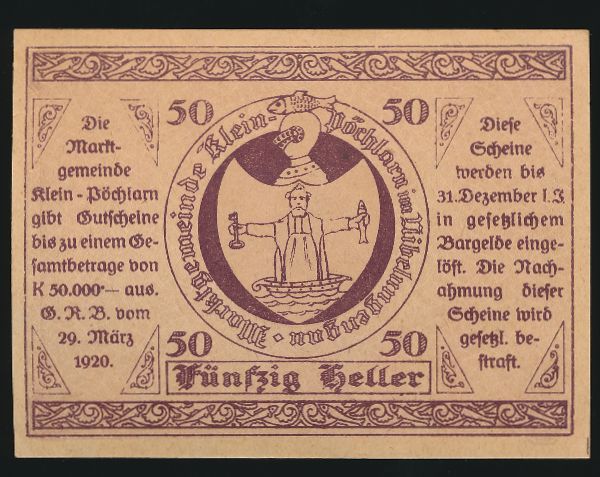 50
50
Die
Markt-
gemeinde
Klein-Pöchlarn
gibt Gutscheine
bis zu einem Ge-
samtbetrage von
K 50.000·— aus.
G. R. B. vom
29. März
1920.
Marktgemeinde Klein-Pöchlarn im Nibelungengau ·
Diese
Scheine
werden bis
31. Dezember l. J
in gesetzlichem
Bargelde einge-
löst. Die Nach-
ahmung dieser
Scheine wird
gesetzl. be-
straft.
50
50
Fünfzig Heller